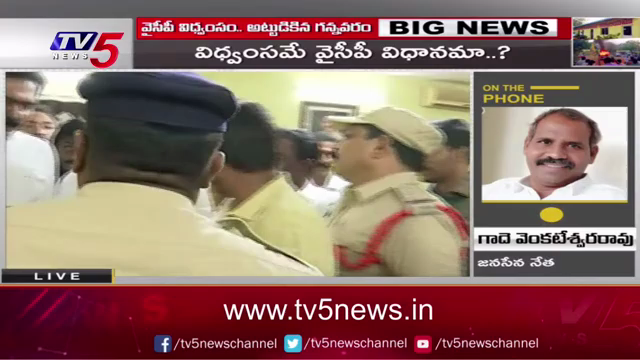 వైసీపీ విధ్వంసం.. అట్టుడికిన గన్నవరం
BIG NEWS
TV5
NEWS
విధ్వంసమే వైసీపీ విధానమా..?
ON THE
PHONE
గాదె వెంకటేశ్వరరావు
జనసేన నేత
LIVE
www.tv5news.in
/tv5newschannel
/tv5newschannel
/tv5newschannel